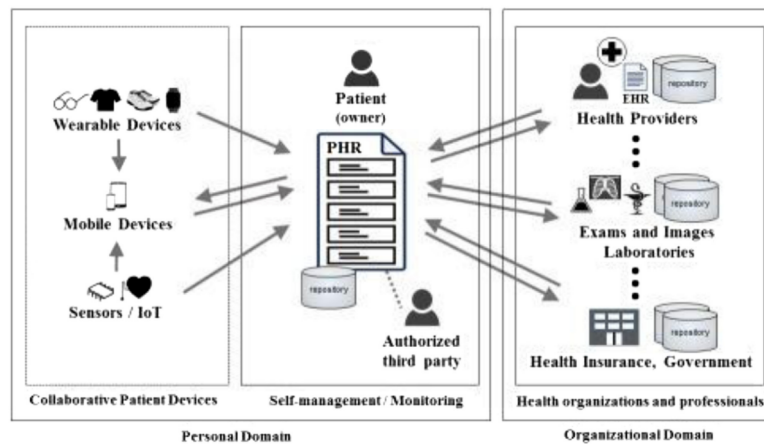 Wearable Devices
Mobile Devices
Sensors / IoT
Collaborative Patient Devices
Patient
(owner)
PHR
repository
Authorized
third party
Self-management / Monitoring
Personal Domain
EHR
repository
Health Providers
repository
Exams and Images
Laboratories
repository
Health Insurance, Government
Health organizations and professionals
Organizational Domain